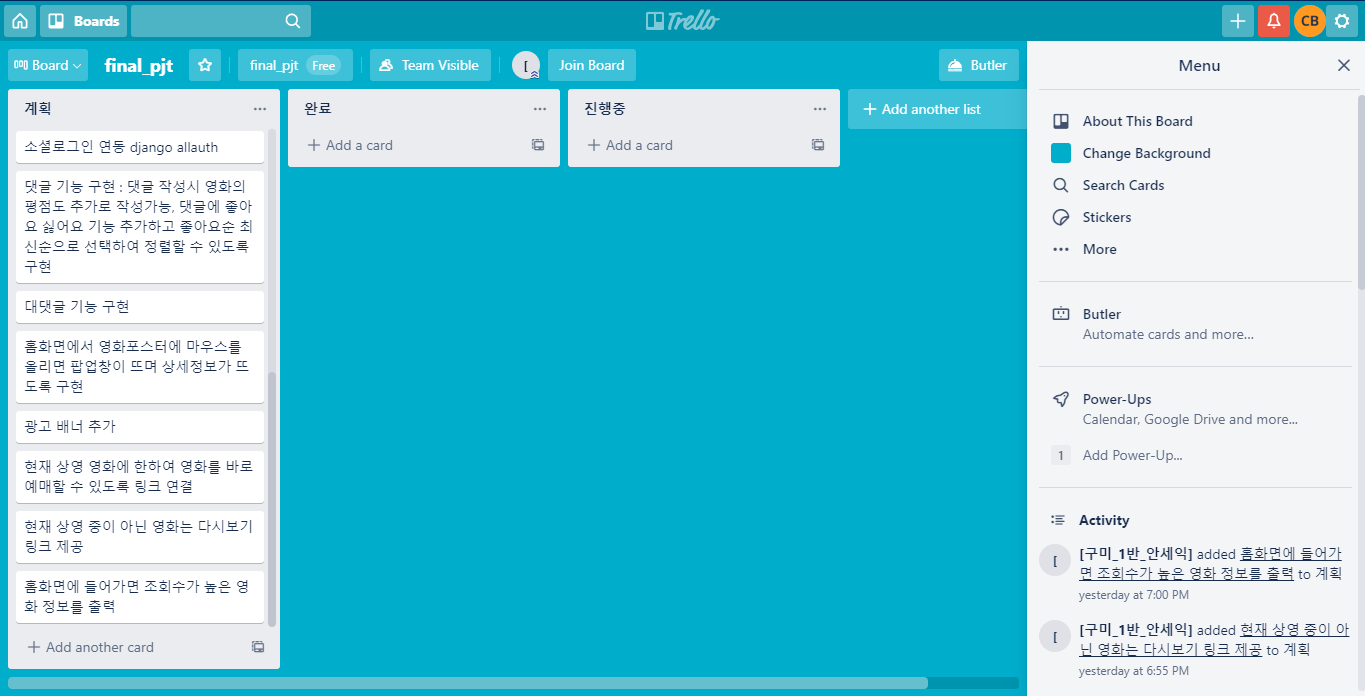 Boards
Trello
CB
Board
final_pjt
final_pjt Free
Team Visible
[
Join Board
Butler
계획
소셜로그인 연동 django allauth
댓글 기능 구현 : 댓글 작성시 영화의
평점도 추가로 작성가능, 댓글에 좋아
요 싫어요 기능 추가하고 좋아요순 최
신순으로 선택하여 정렬할 수 있도록
구현
대댓글 기능 구현
홈화면에서 영화포스터에 마우스를
올리면 팝업창이 뜨며 상세정보가 뜨
도록 구현
광고 배너 추가
현재 상영 영화에 한하여 영화를 바로
예매할 수 있도록 링크 연결
현재 상영 중이 아닌 영화는 다시보기
링크 제공
홈화면에 들어가면 조회수가 높은 영
화 정보를 출력
+ Add another card
완료
+ Add a card
진행중
+ Add a card
+ Add another list
Menu
About This Board
Change Background
Search Cards
Stickers
More
Butler
Automate cards and more...
Power-Ups
Calendar, Google Drive and more...
1 Add Power-Up...
Activity
[
[구미_1반_안세익] added 홈화면에 들어가
면 조회수가 높은 영화 정보를 출력 to 계획
yesterday at 7:00 PM
[
[구미_1반_안세익] added 현재 상영 중이 아
닌 영화는 다시보기 링크 제공 to 계획
yesterday at 6:55 PM